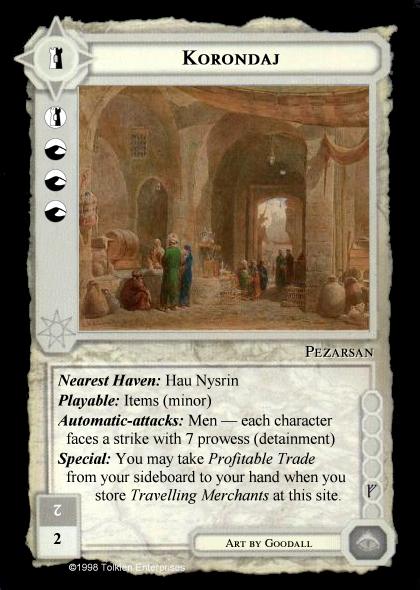 KORONDAJ
PEZARSAN
Nearest Haven: Hau Nysrin
Playable: Items (minor)
Automatic-attacks: Men — each character
faces a strike with 7 prowess (detainment)
Special: You may take Profitable Trade
from your sideboard to your hand when you
store Travelling Merchants at this site.
2
2
ART BY GOODALL
©1998 Tolkien Enterprises